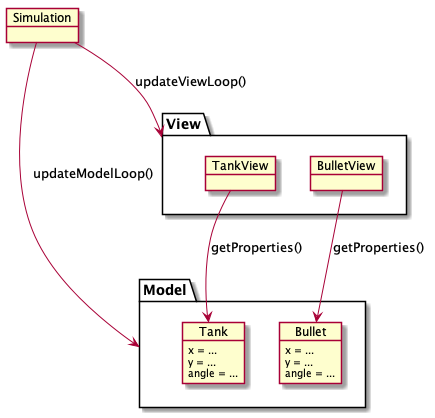 Simulation
updateViewLoop()
View
TankView
BulletView
updateModelLoop()
getProperties()
getProperties()
Model
Tank
x = ...
y = ...
angle = ...
Bullet
x = ...
y = ...
angle = ...